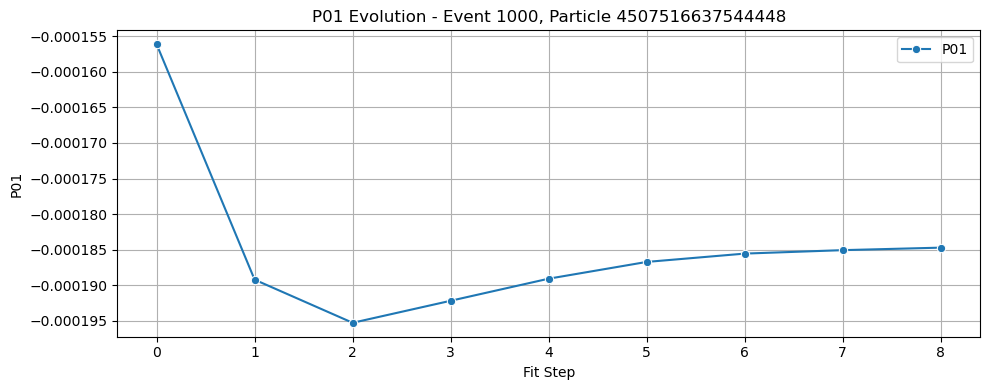 P01 Evolution - Event 1000, Particle 4507516637544448
P01
−0.000155
−0.000160
−0.000165
−0.000170
−0.000175
−0.000180
−0.000185
−0.000190
−0.000195
P01
0 1 2 3 4 5 6 7 8
Fit Step